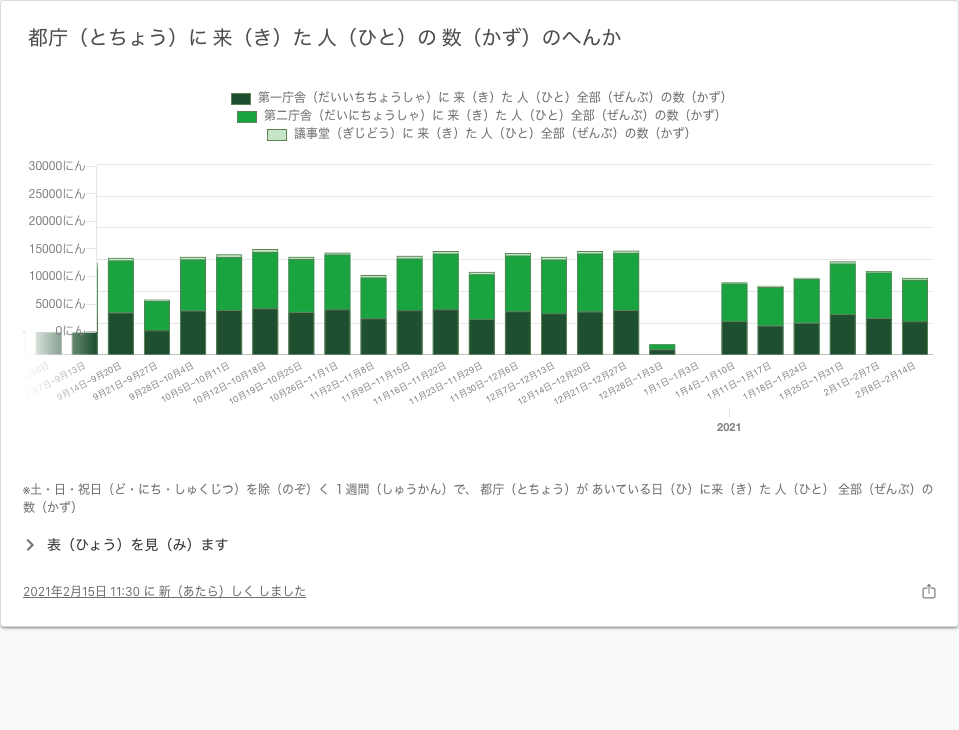 都庁（とちょう）に 来（き）た 人（ひと）の 数（かず）のへんか
第一庁舎（だいいちちょうしゃ）に 来（き）た 人（ひと）全部（ぜんぶ）の数（かず）
第二庁舎（だいにちょうしゃ）に 来（き）た 人（ひと）全部（ぜんぶ）の数（かず）
議事堂（ぎじどう）に 来（き）た 人（ひと）全部（ぜんぶ）の数（かず）
30000にん
25000にん
20000にん
15000にん
10000にん
5000にん
0にん
9月14日~9月20日
9月21日~9月27日
9月28日~10月4日
10月5日~10月11日
10月12日~10月18日
10月19日~10月25日
10月26日~11月1日
11月2日~11月8日
11月9日~11月15日
11月16日~11月22日
11月23日~11月29日
11月30日~12月6日
12月7日~12月13日
12月14日~12月20日
12月21日~12月27日
12月28日~1月3日
1月1日~1月3日
1月4日~1月10日
1月11日~1月17日
1月18日~1月24日
1月25日~1月31日
2月1日~2月7日
2月8日~2月14日
2021
※土・日・祝日（ど・にち・しゅくじつ）を除（のぞ）く １週間（しゅうかん）で、 都庁（とちょう）が あいている日（ひ）に来（き）た 人（ひと） 全部（ぜんぶ）の
数（かず）
表（ひょう）を見（み）ます
2021年2月15日 11:30 に 新（あたら）しく しました